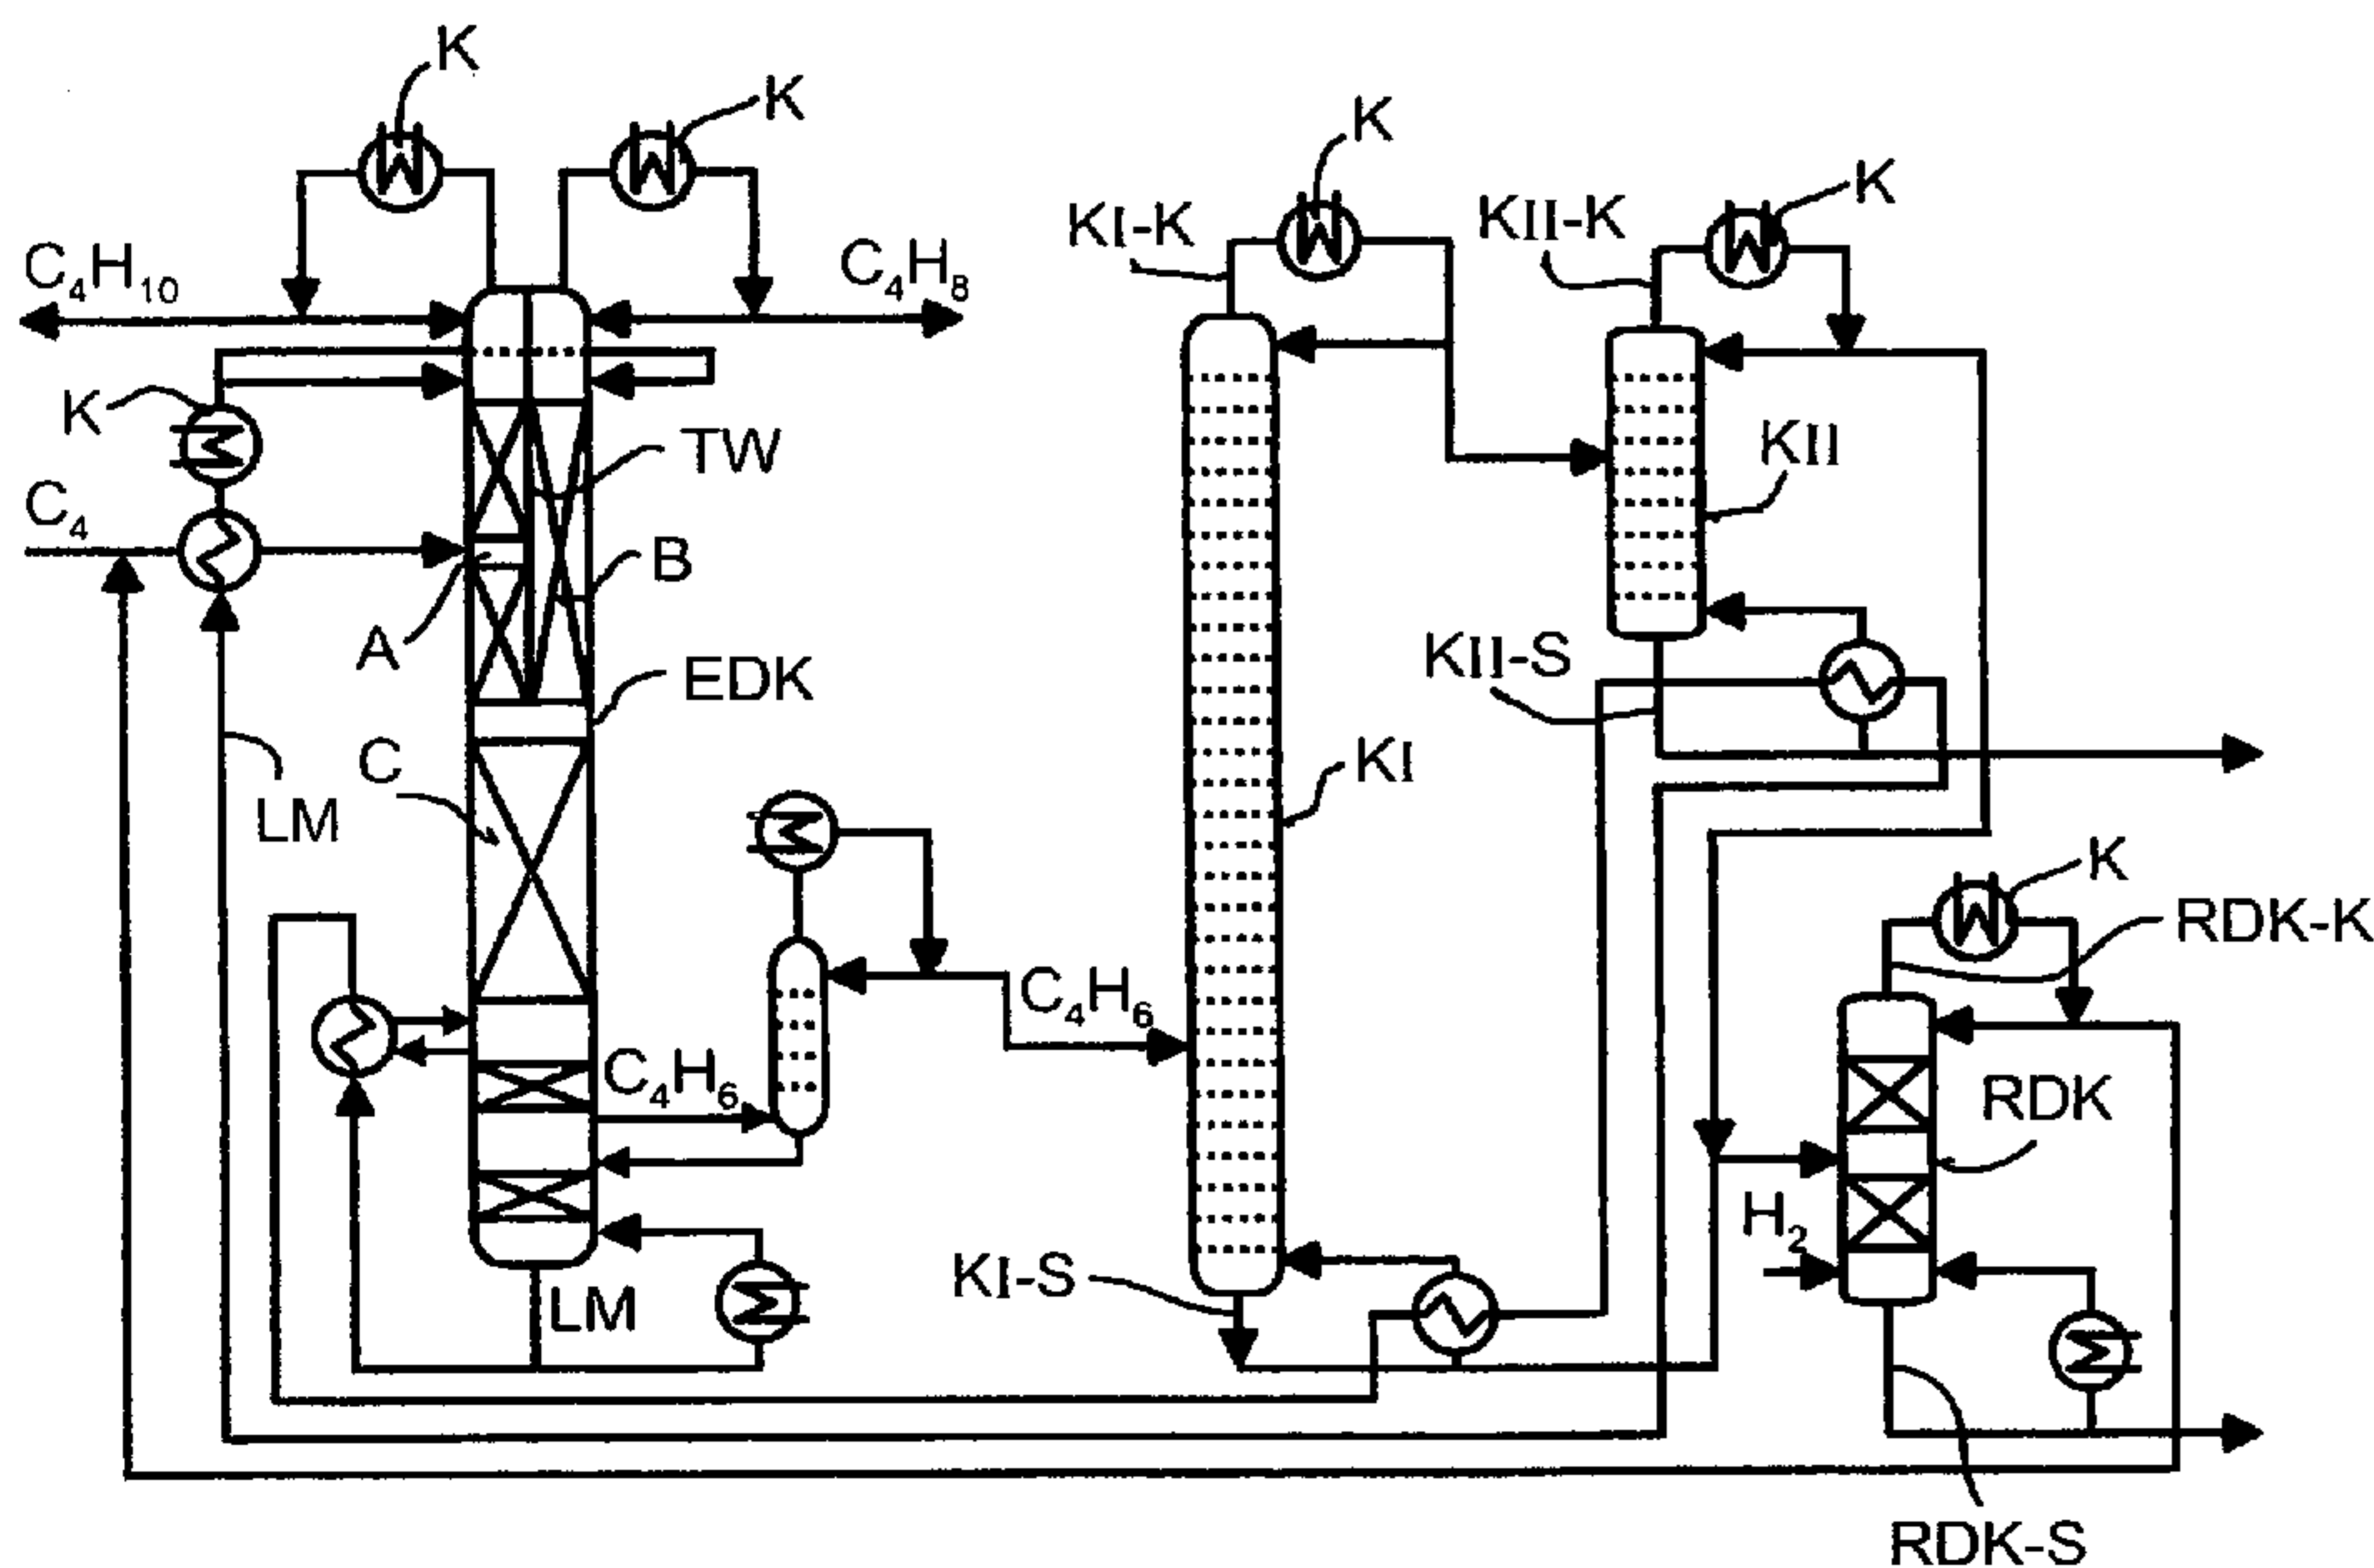 K
K
K
K
KI-K
KII-K
C₄H₁₀
C₄H₈
K
TW
KII
C₄
B
A
EDK
KII-S
C
KI
LM
K
RDK-K
C₄H₆
C₄H₆
RDK
H₂
KI-S
LM
RDK-S